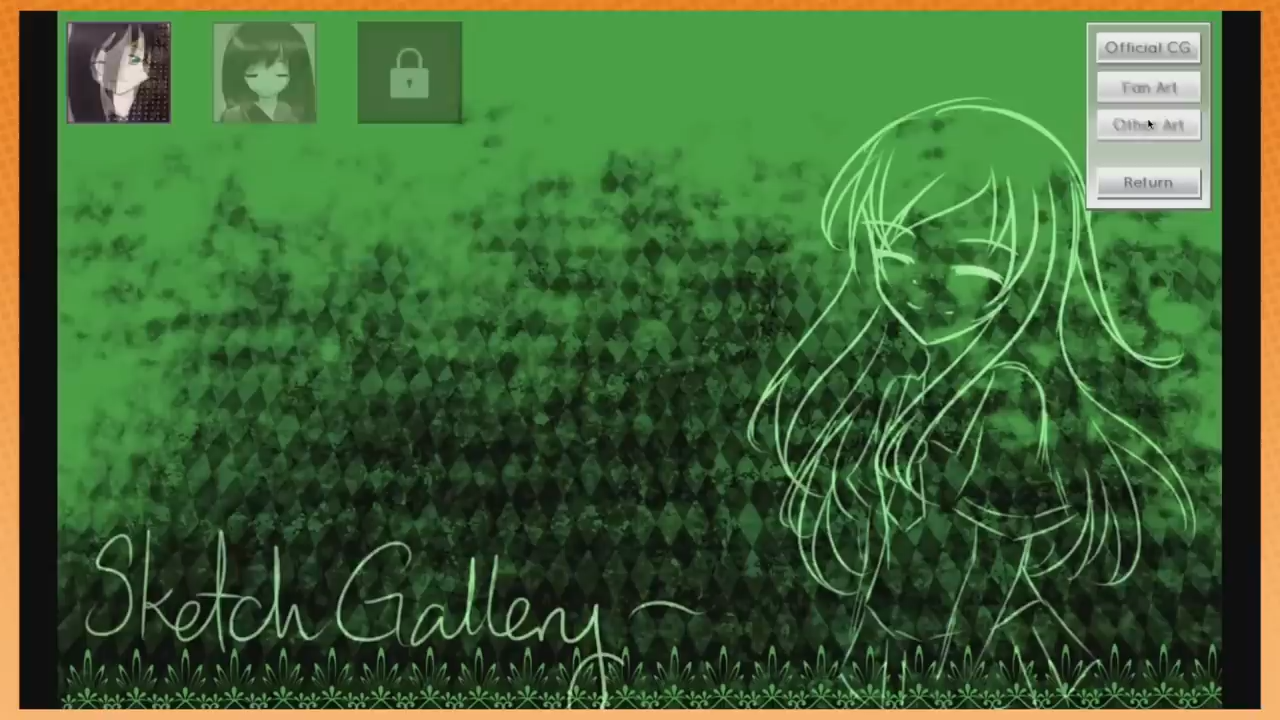 Official CG
Fan Art
Other Art
Return
Sketch Gallery ~